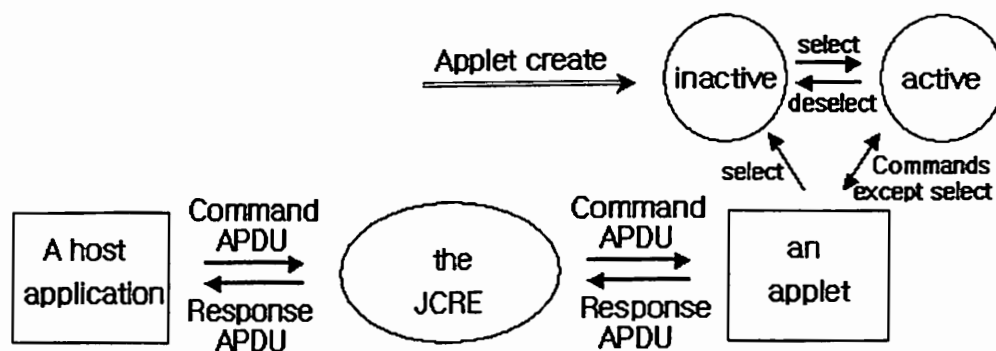 Applet create
inactive
select
deselect
active
select
Commands
except select
A host
application
Command
APDU
Response
APDU
the
JCRE
Command
APDU
Response
APDU
an
applet